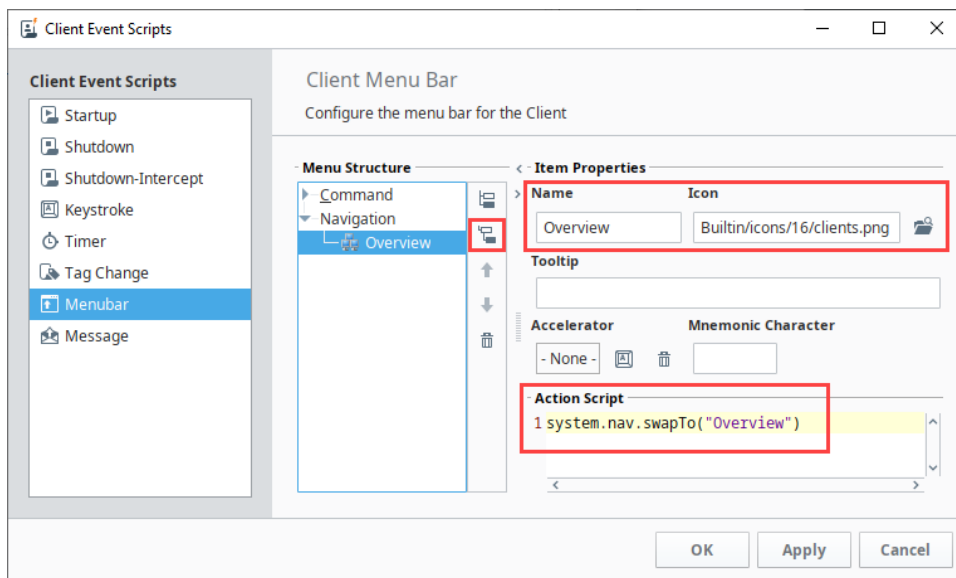 Client Event Scripts
Client Event Scripts
Startup
Shutdown
Shutdown-Intercept
Keystroke
Timer
Tag Change
Menubar
Message
Client Menu Bar
Configure the menu bar for the Client
Menu Structure
Command
Navigation
Overview
Item Properties
Name Icon
Overview Builtin/icons/16/clients.png
Tooltip
Accelerator Mnemonic Character
- None -
Action Script
1 system.nav.swapTo("Overview")
OK Apply Cancel